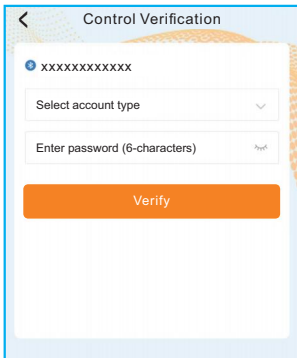 Control Verification
xxxxxxxxxxxx
Select account type
Enter password (6-characters)
Verify